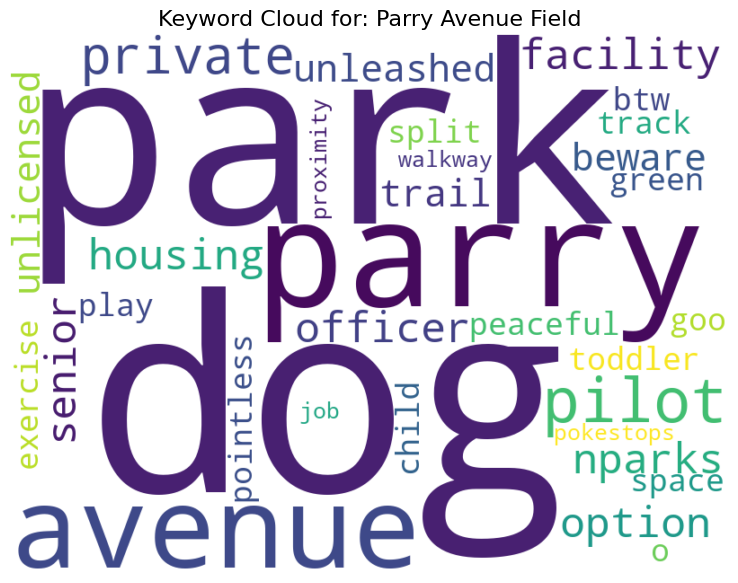 Keyword Cloud for: Parry Avenue Field
private
unleashed
facility
park
btw
track
split
walkway
beware
green
trail
proximity
unlicensed
parry
housing
play
officer
peaceful
goo
senior
dog
toddler
exercise
pointless
job
child
pilot
pokestops
nparks
space
avenue
option
o